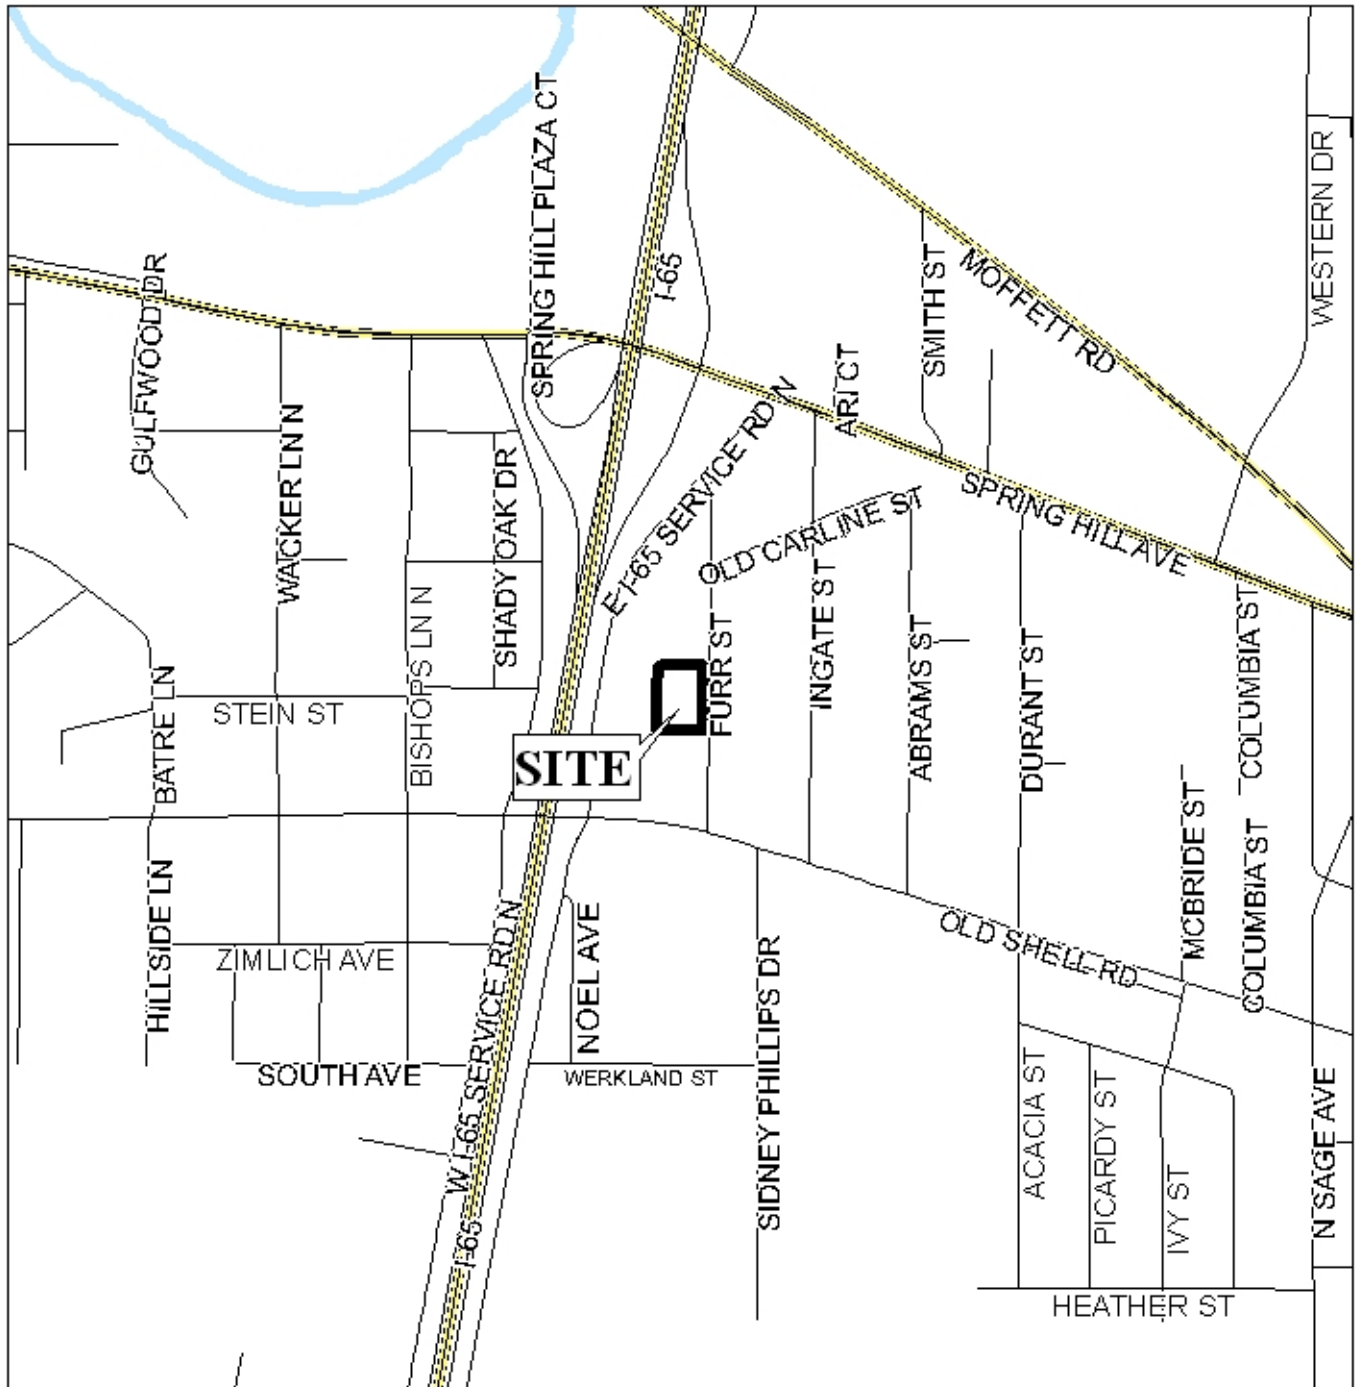 SPRING HILL PLAZA CT
WESTERN DR
I-65
GULFWOOD DR
SMITH ST
MOFFETT RD
ARI CT
E I-65 SERVICE RD N
WACKER LN N
SHADY OAK DR
SPRING HILL AVE
OLD CARLINE ST
BISHOPS LN N
INGATE ST
FURR ST
ABRAMS ST
DURANT ST
COLUMBIA ST
BATRE LN
STEIN ST
SITE
MCBRIDE ST
COLUMBIA ST
HILLSIDE LN
ZIMLICH AVE
W I-65 SERVICE RD N
NOEL AVE
SIDNEY PHILLIPS DR
OLD SHELL RD
SOUTH AVE
WERKLAND ST
ACACIA ST
PICARDY ST
IVY ST
N SAGE AVE
I-65
HEATHER ST